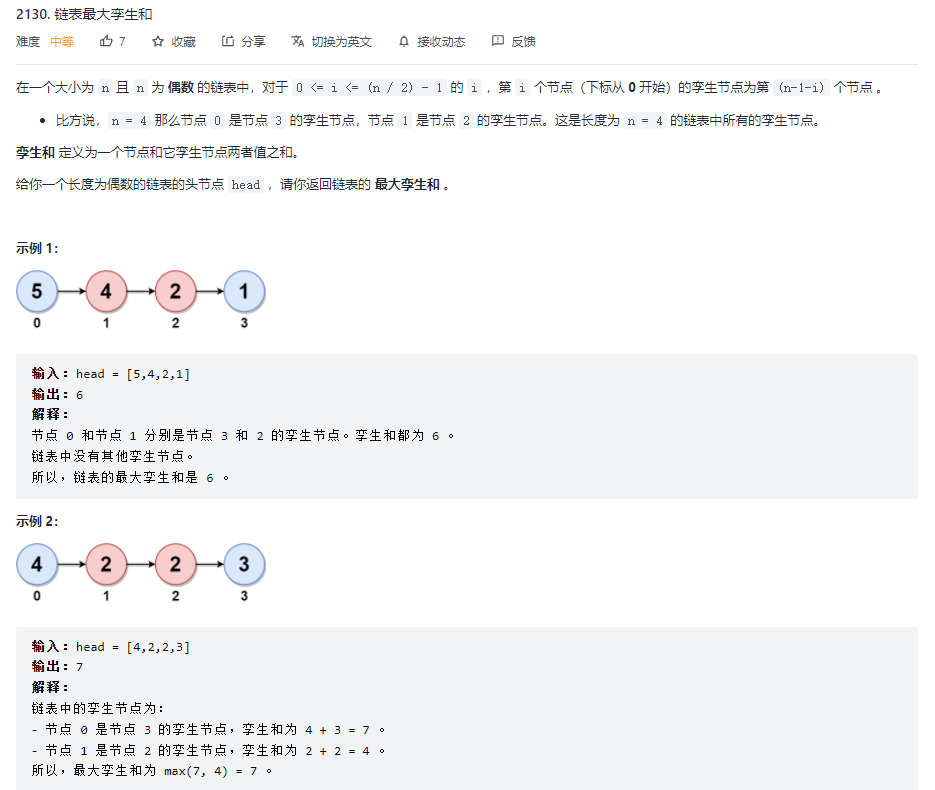 2130. 链表最大孪生和
难度 中等 7 收藏 分享 切换为英文 接收动态 反馈
在一个大小为 n 且 n 为 偶数 的链表中，对于 0 <= i <= (n / 2) - 1 的 i ，第 i 个节点（下标从 0 开始）的孪生节点为第 (n-1-i) 个节点 。
• 比方说，n = 4 那么节点 0 是节点 3 的孪生节点，节点 1 是节点 2 的孪生节点。这是长度为 n = 4 的链表中所有的孪生节点。
孪生和 定义为一个节点和它孪生节点两者值之和。
给你一个长度为偶数的链表的头节点 head ，请你返回链表的 最大孪生和 。
示例 1：
5 4 2 1
0 1 2 3
输入：head = [5,4,2,1]
输出：6
解释：
节点 0 和节点 1 分别是节点 3 和 2 的孪生节点。孪生和都为 6 。
链表中没有其他孪生节点。
所以，链表的最大孪生和是 6 。
示例 2：
4 2 2 3
0 1 2 3
输入：head = [4,2,2,3]
输出：7
解释：
链表中的孪生节点为：
- 节点 0 是节点 3 的孪生节点，孪生和为 4 + 3 = 7 。
- 节点 1 是节点 2 的孪生节点，孪生和为 2 + 2 = 4 。
所以，最大孪生和为 max(7, 4) = 7 。